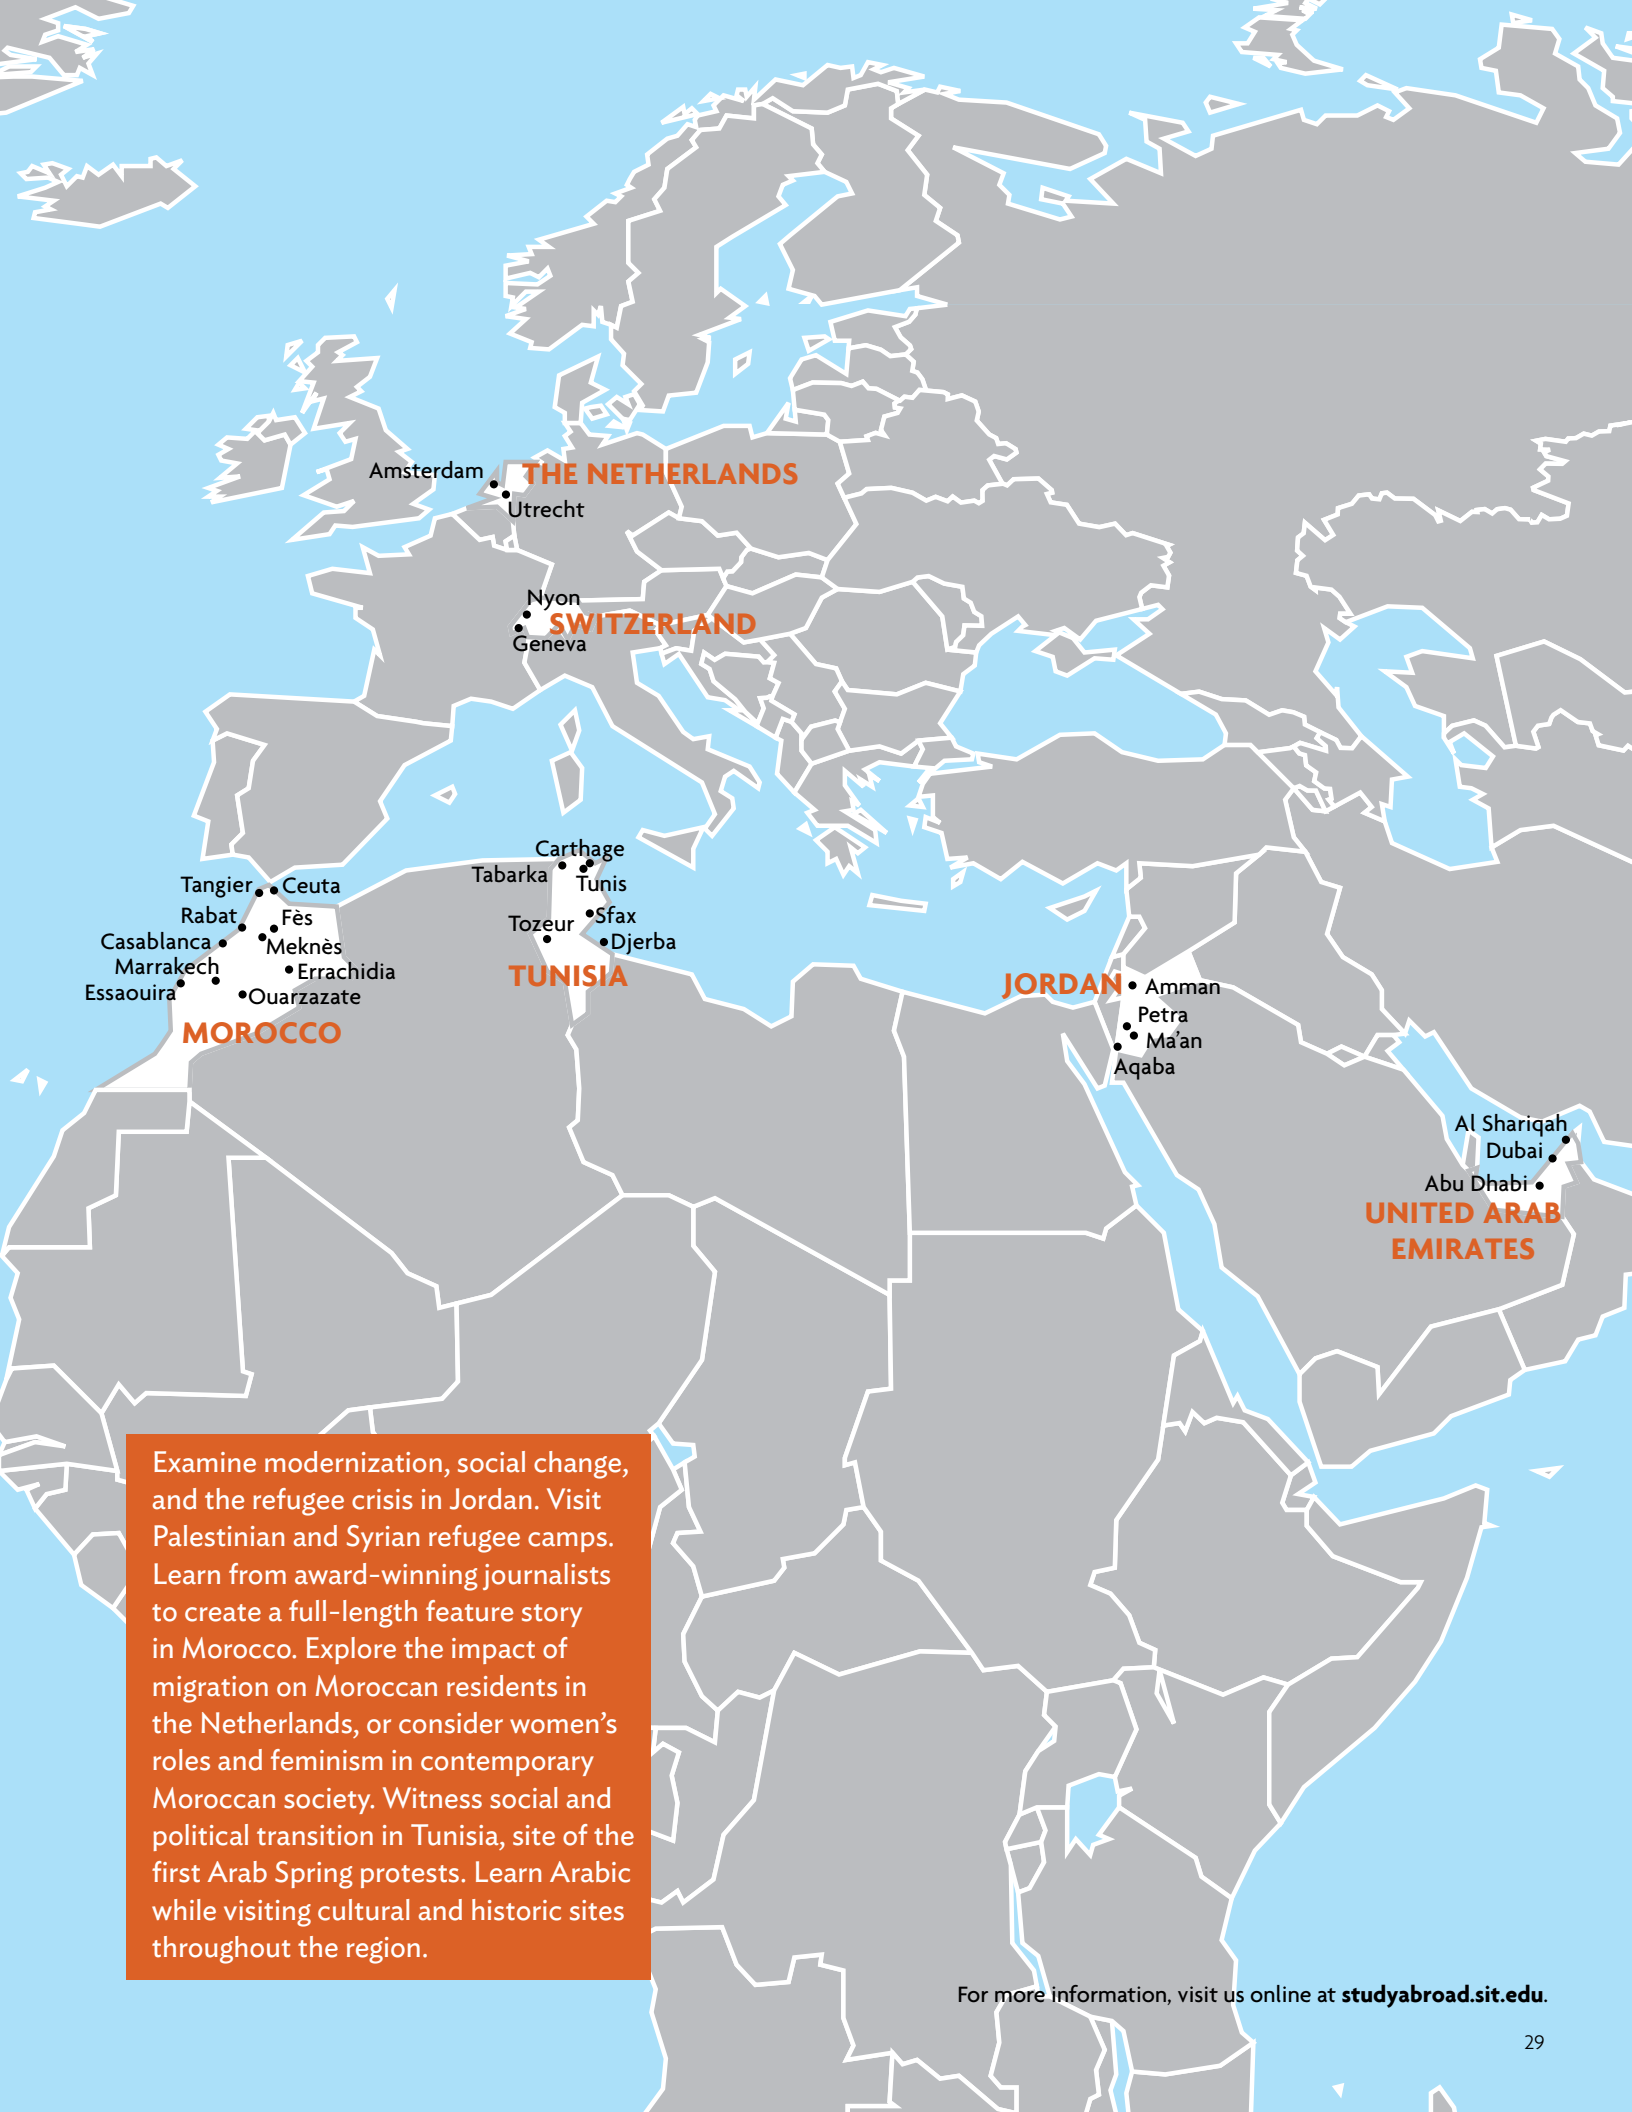 Amsterdam
THE NETHERLANDS
Utrecht
Nyon
SWITZERLAND
Geneva
Carthage
Tabarka
Tunis
Tozeur
Sfax
Djerba
TUNISIA
Tangier
Ceuta
Rabat
Fès
Casablanca
Meknès
Marrakech
Errachidia
Essaouira
Ouarzazate
MOROCCO
JORDAN
Amman
Petra
Ma’an
Aqaba
Al Shariqah
Dubai
Abu Dhabi
UNITED ARAB
EMIRATES
Examine modernization, social change,
and the refugee crisis in Jordan. Visit
Palestinian and Syrian refugee camps.
Learn from award-winning journalists
to create a full-length feature story
in Morocco. Explore the impact of
migration on Moroccan residents in
the Netherlands, or consider women’s
roles and feminism in contemporary
Moroccan society. Witness social and
political transition in Tunisia, site of the
first Arab Spring protests. Learn Arabic
while visiting cultural and historic sites
throughout the region.
For more information, visit us online at studyabroad.sit.edu.
29